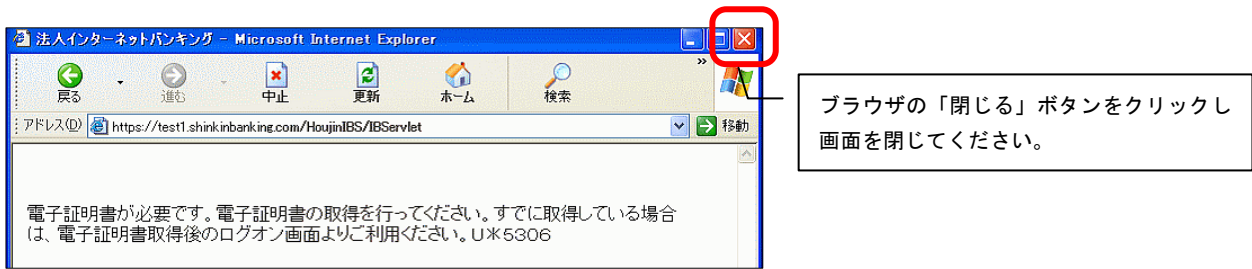 法人インターネットバンキング - Microsoft Internet Explorer
戻る 進む 中止 更新 ホーム 検索 »
アドレス(D) https://test1.shinkinbanking.com/HoujinIBS/IBServlet 移動
電子証明書が必要です。電子証明書の取得を行ってください。すでに取得している場合
は、電子証明書取得後のログオン画面よりご利用ください。U*5306
ブラウザの「閉じる」ボタンをクリックし
画面を閉じてください。